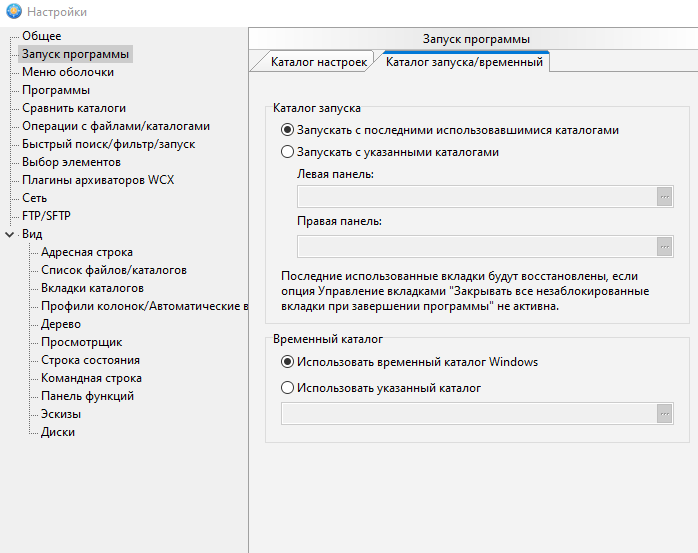 Настройки
Общее
Запуск программы
Меню оболочки
Программы
Сравнить каталоги
Операции с файлами/каталогами
Быстрый поиск/фильтр/запуск
Выбор элементов
Плагины архиваторов WCX
Сеть
FTP/SFTP
Вид
Адресная строка
Список файлов/каталогов
Вкладки каталогов
Профили колонок/Автоматические в
Дерево
Просмотрщик
Строка состояния
Командная строка
Панель функций
Эскизы
Диски
Запуск программы
Каталог настроек
Каталог запуска/временный
Каталог запуска
Запускать с последними использовавшимися каталогами
Запускать с указанными каталогами
Левая панель:
...
Правая панель:
...
Последние использованные вкладки будут восстановлены, если
опция Управление вкладками "Закрывать все незаблокированные
вкладки при завершении программы" не активна.
Временный каталог
Использовать временный каталог Windows
Использовать указанный каталог
...